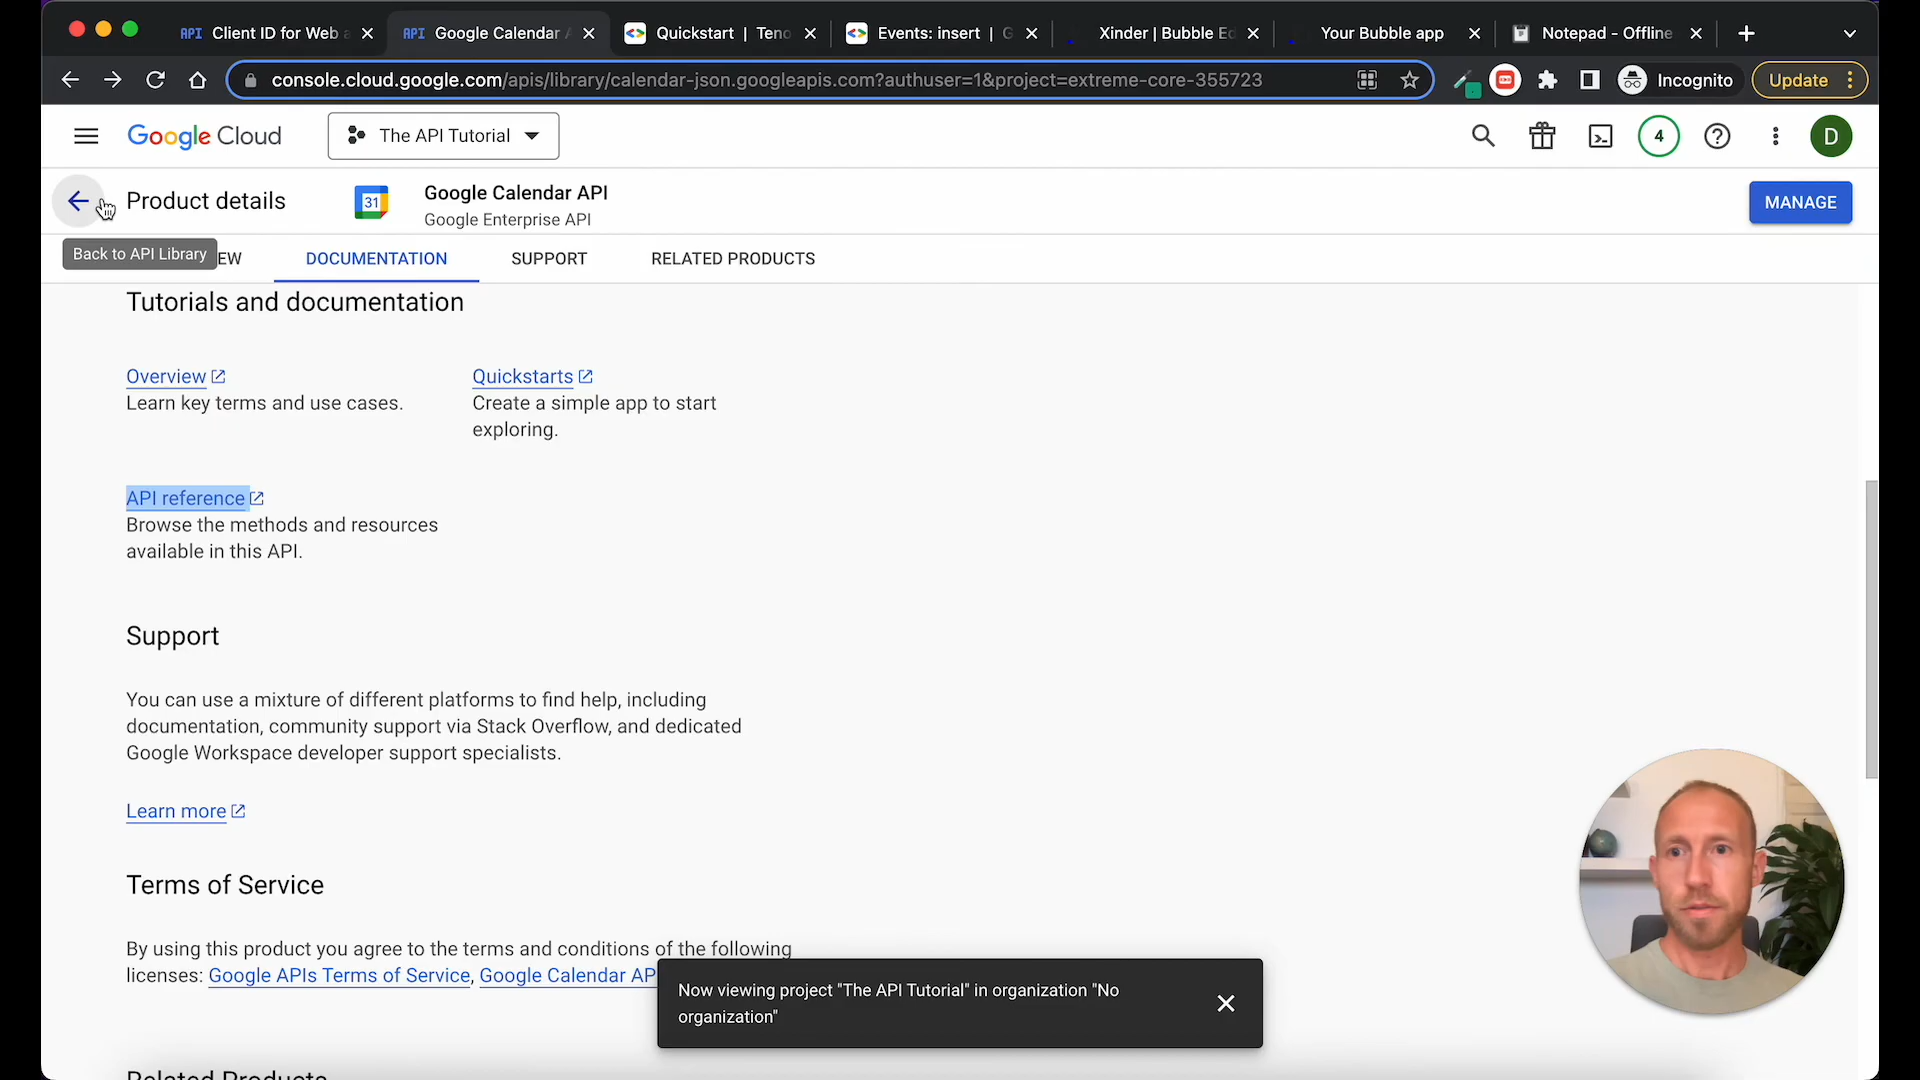 Client ID for Web a
Google Calendar A
Quickstart | Teno
Events: insert | G
Xinder | Bubble Ed
Your Bubble app
Notepad - Offline
console.cloud.google.com/apis/library/calendar-json.googleapis.com?authuser=1&project=extreme-core-355723
Incognito
Update
Google Cloud
The API Tutorial
4
D
Product details
31
Google Calendar API
Google Enterprise API
MANAGE
Back to API Library
EW
DOCUMENTATION
SUPPORT
RELATED PRODUCTS
Tutorials and documentation
Overview
Learn key terms and use cases.
Quickstarts
Create a simple app to start
exploring.
API reference
Browse the methods and resources
available in this API.
Support
You can use a mixture of different platforms to find help, including
documentation, community support via Stack Overflow, and dedicated
Google Workspace developer support specialists.
Learn more
Terms of Service
By using this product you agree to the terms and conditions of the following
licenses: Google APIs Terms of Service, Google Calendar AP
Now viewing project "The API Tutorial" in organization "No
organization"
Related Products